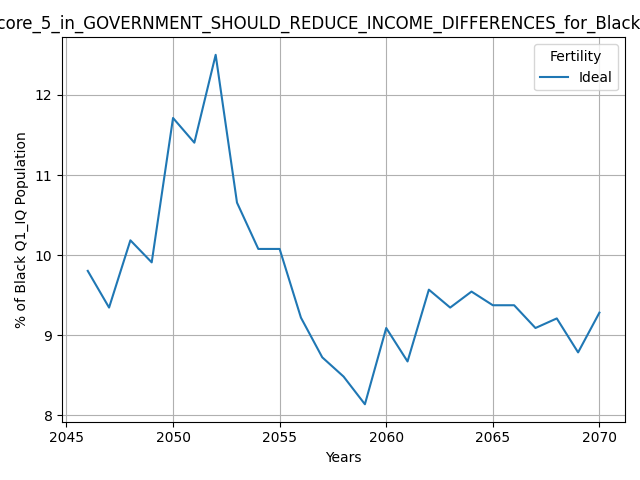 core_5_in_GOVERNMENT_SHOULD_REDUCE_INCOME_DIFFERENCES_for_Black
Fertility
Ideal
% of Black Q1_IQ Population
12
11
10
9
8
2045 2050 2055 2060 2065 2070
Years